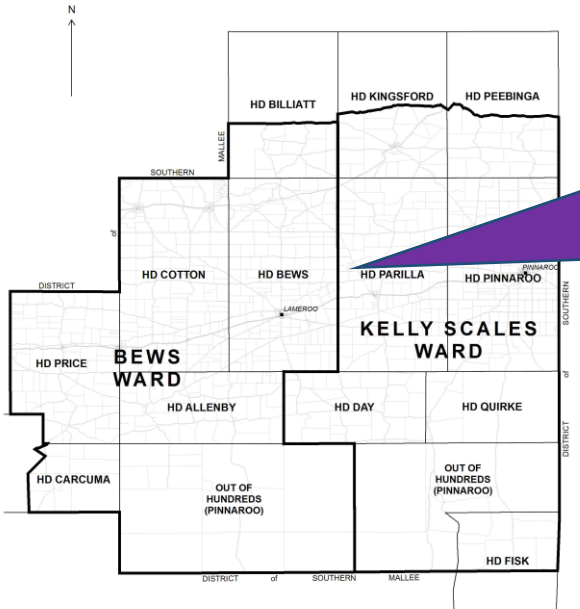 N
HD BILLIATT
HD KINGSFORD
HD PEEBINGA
MALLEE
SOUTHERN
of
DISTRICT
HD COTTON
HD BEWS
HD PARILLA
HD PINNAROO
PINNAROO
LAMEROO
SOUTHERN
of
DISTRICT
KELLY SCALES
WARD
BEWS
WARD
HD PRICE
HD ALLENBY
HD DAY
HD QUIRKE
HD CARCUMA
OUT OF
HUNDREDS
(PINNAROO)
OUT OF
HUNDREDS
(PINNAROO)
HD FISK
DISTRICT of SOUTHERN MALLEE